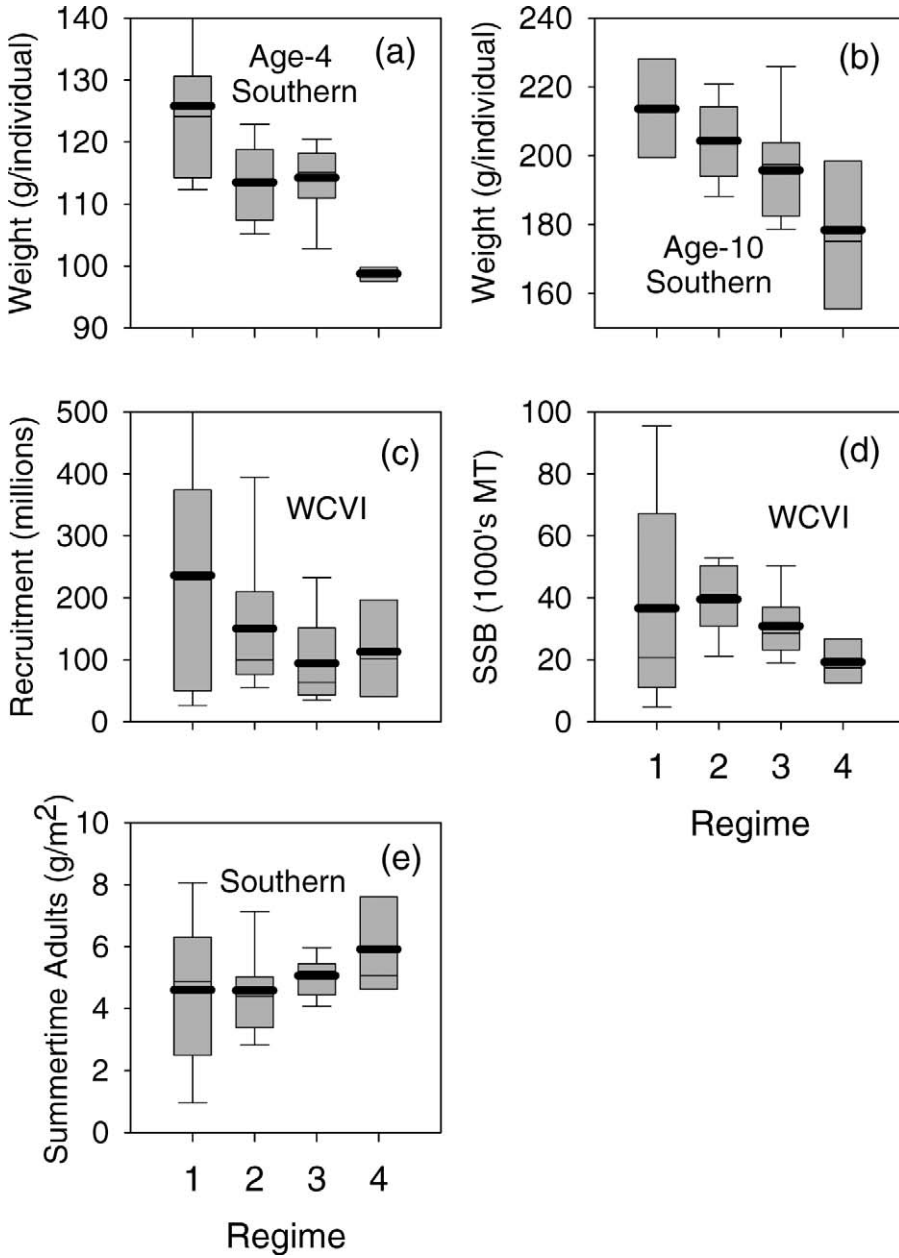 (a)
Age-4
Southern
Weight (g/individual)
140
130
120
110
100
90
(b)
Age-10
Southern
Weight (g/individual)
220
200
180
160
(c)
WCVI
Recruitment (millions)
500
400
300
200
100
0
(d)
WCVI
SSB (1000's MT)
100
80
60
40
20
0
1 2 3 4
Regime
(e)
Southern
Summertime Adults (g/m²)
10
8
6
4
2
0
1 2 3 4
Regime